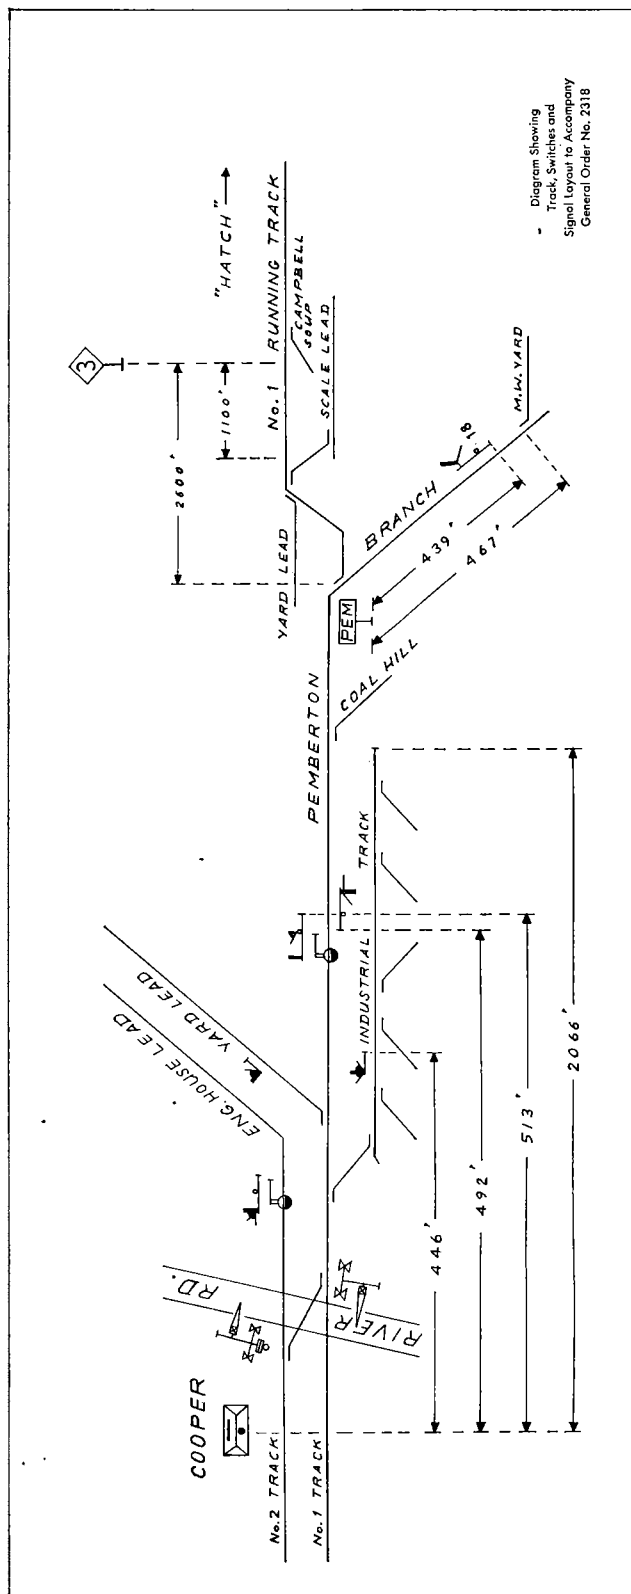 Diagram Showing
Track, Switches and
Signal Layout to Accompany
General Order No. 2318
3
"HATCH"
2600'
1100'
No. 1 RUNNING TRACK
CAMPBELL
SOUP
SCALE LEAD
YARD LEAD
M.W. YARD
18
BRANCH
439'
467'
PEM
PEMBERTON
COAL HILL
INDUSTRIAL TRACK
YARD LEAD
ENG. HOUSE LEAD
RIVER RD.
COOPER
No. 2 TRACK
No. 1 TRACK
446'
492'
513'
2066'